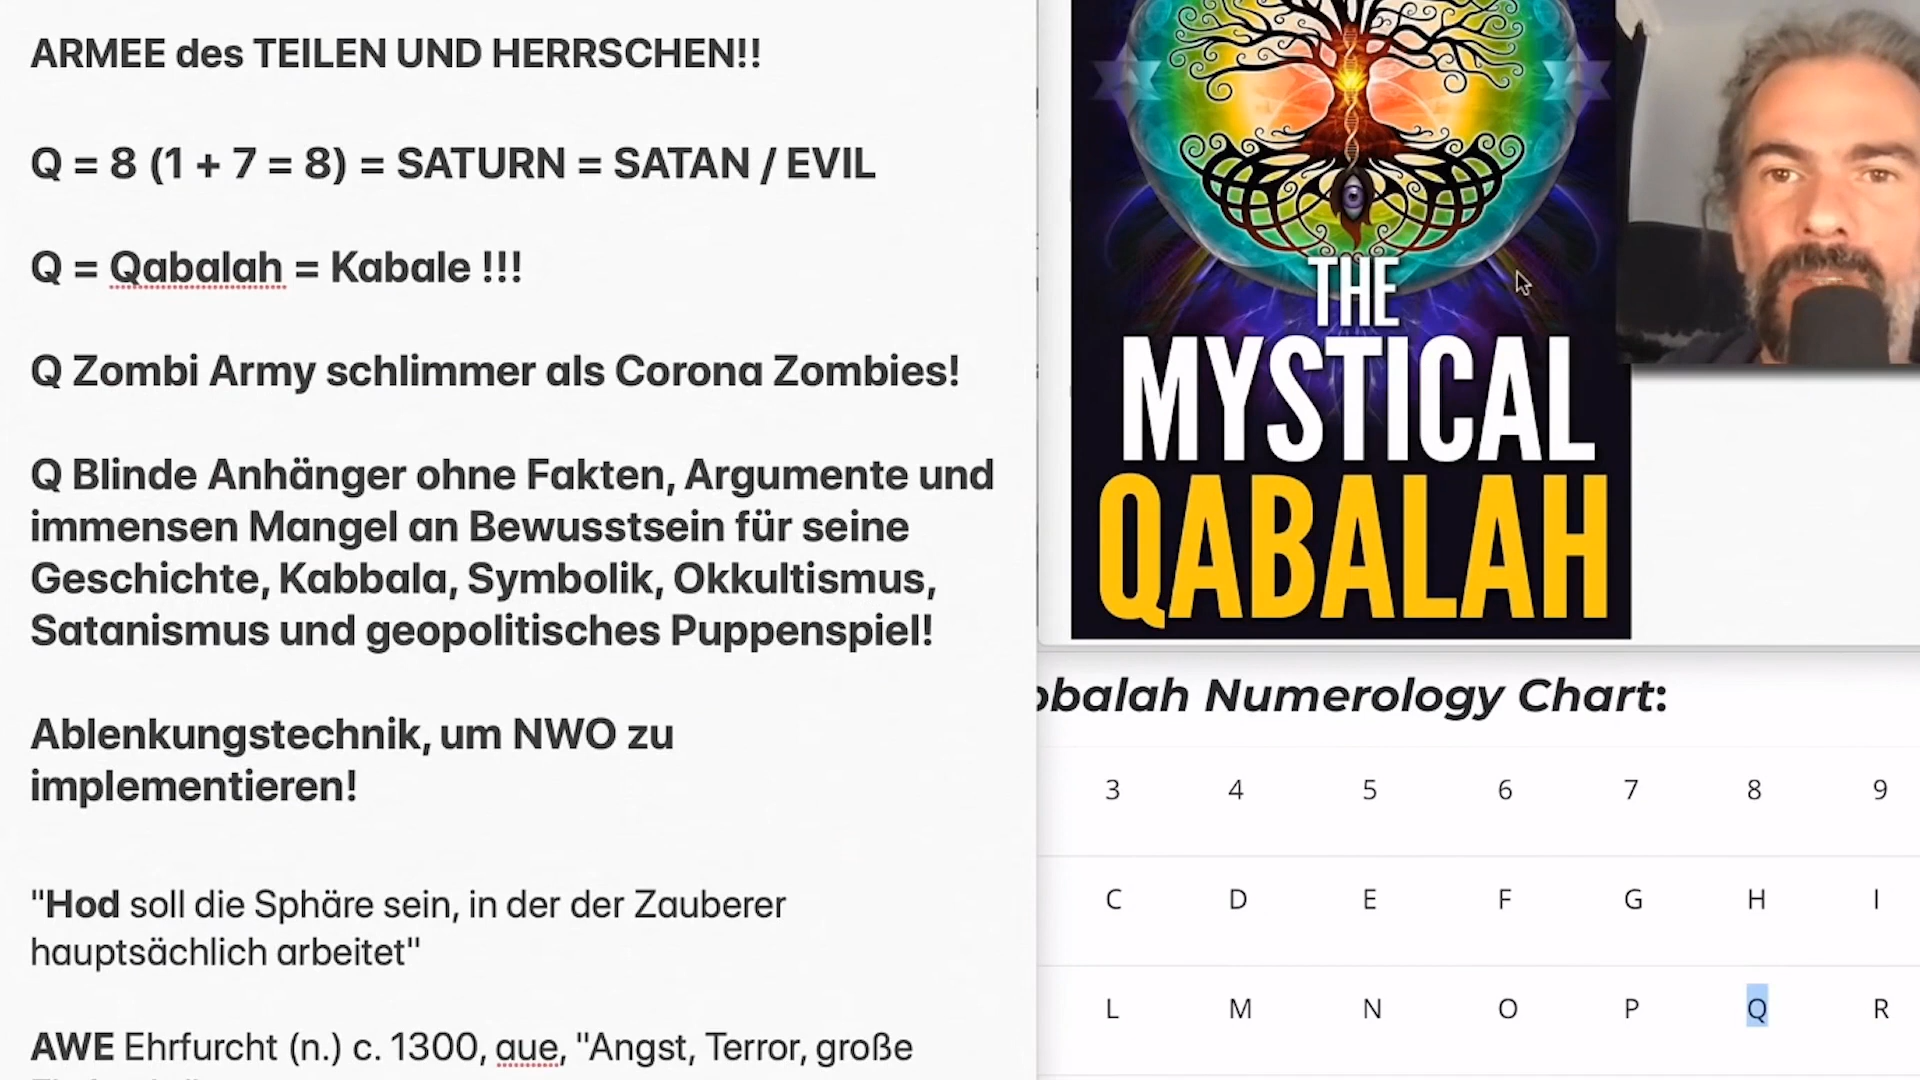 ARMEE des TEILEN UND HERRSCHEN!!
Q = 8 (1 + 7 = 8) = SATURN = SATAN / EVIL
Q = Qabalah = Kabale !!!
Q Zombi Army schlimmer als Corona Zombies!
Q Blinde Anhänger ohne Fakten, Argumente und
immensen Mangel an Bewusstsein für seine
Geschichte, Kabbala, Symbolik, Okkultismus,
Satanismus und geopolitisches Puppenspiel!
Ablenkungstechnik, um NWO zu
implementieren!
"Hod soll die Sphäre sein, in der der Zauberer
hauptsächlich arbeitet"
AWE Ehrfurcht (n.) c. 1300, aue, "Angst, Terror, große
THE
MYSTICAL
QABALAH
Numerology Chart:
3 4 5 6 7 8 9
C D E F G H I
L M N O P Q R